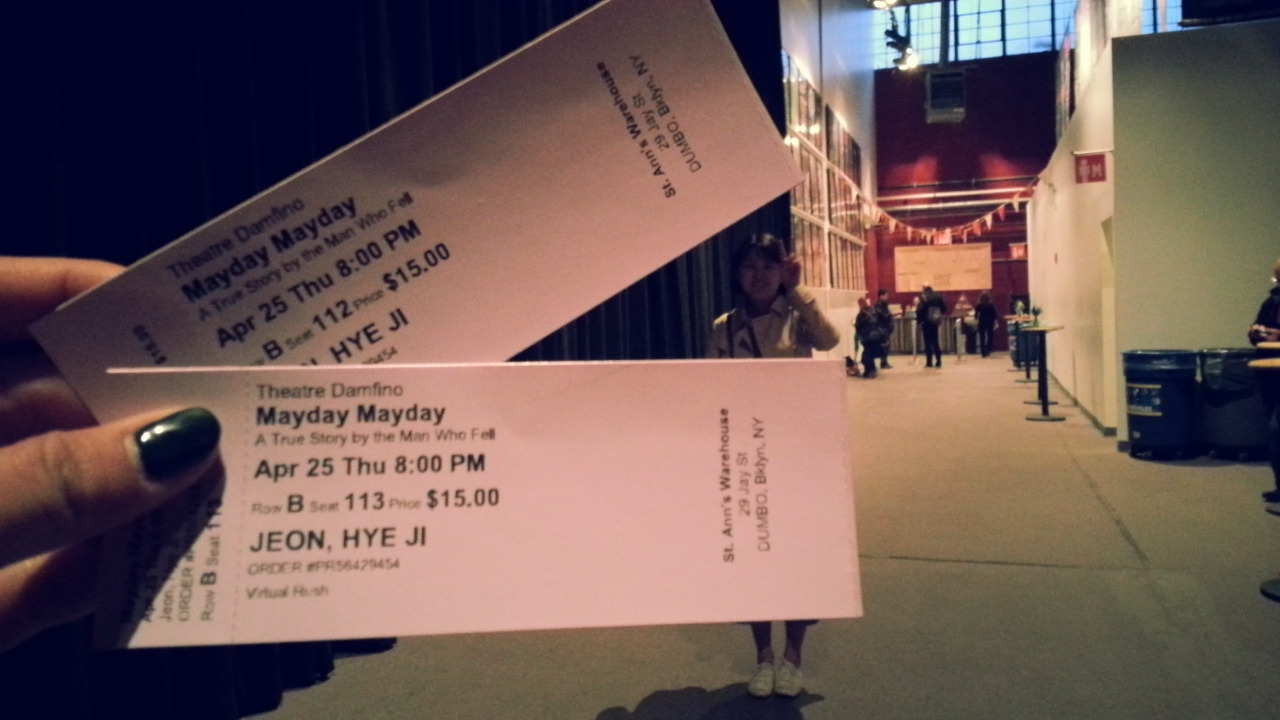 St. Ann's Warehouse
29 Jay St.
DUMBO, Bklyn, NY
Theatre Damfino
Mayday Mayday
A True Story by the Man Who Fell
Apr 25 Thu 8:00 PM
B Seat 112 Price $15.00
HYE JI
Theatre Damfino
Mayday Mayday
A True Story by the Man Who Fell
Apr 25 Thu 8:00 PM
Row B Seat 113 Price $15.00
JEON, HYE JI
ORDER #PR56429454
Virtual Rush
St. Ann's Warehouse
29 Jay St
DUMBO, Bklyn, NY
ORDER
Row B Seat